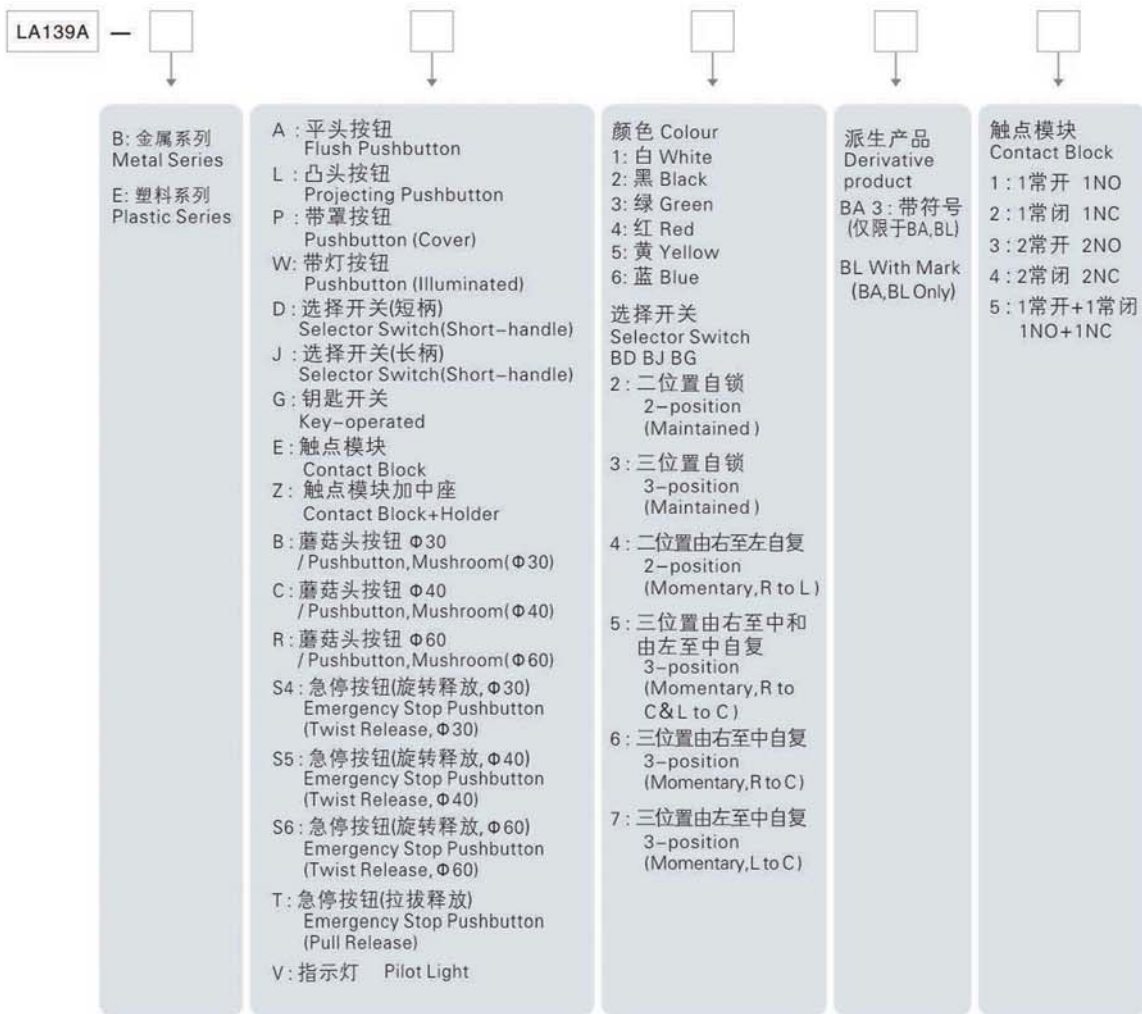 LA139A —
B: 金属系列
Metal Series
E: 塑料系列
Plastic Series
A : 平头按钮
Flush Pushbutton
L : 凸头按钮
Projecting Pushbutton
P : 带罩按钮
Pushbutton (Cover)
W: 带灯按钮
Pushbutton (Illuminated)
D : 选择开关(短柄)
Selector Switch(Short-handle)
J : 选择开关(长柄)
Selector Switch(Short-handle)
G : 钥匙开关
Key-operated
E : 触点模块
Contact Block
Z : 触点模块加中座
Contact Block+Holder
B : 蘑菇头按钮 Φ30
/ Pushbutton,Mushroom(Φ30)
C : 蘑菇头按钮 Φ40
/ Pushbutton,Mushroom(Φ40)
R : 蘑菇头按钮 Φ60
/ Pushbutton,Mushroom(Φ60)
S4 : 急停按钮(旋转释放,Φ30)
Emergency Stop Pushbutton
(Twist Release,Φ30)
S5 : 急停按钮(旋转释放,Φ40)
Emergency Stop Pushbutton
(Twist Release,Φ40)
S6 : 急停按钮(旋转释放,Φ60)
Emergency Stop Pushbutton
(Twist Release,Φ60)
T : 急停按钮(拉拔释放)
Emergency Stop Pushbutton
(Pull Release)
V : 指示灯 Pilot Light
颜色 Colour
1: 白 White
2: 黑 Black
3: 绿 Green
4: 红 Red
5: 黄 Yellow
6: 蓝 Blue
选择开关
Selector Switch
BD BJ BG
2 : 二位置自锁
2-position
(Maintained )
3 : 三位置自锁
3-position
(Maintained )
4 : 二位置由右至左自复
2-position
(Momentary,R to L )
5 : 三位置由右至中和
由左至中自复
3-position
(Momentary,R to
C&L to C )
6 : 三位置由右至中自复
3-position
(Momentary,R to C )
7 : 三位置由左至中自复
3-position
(Momentary,L to C )
派生产品
Derivative
product
BA 3 : 带符号
(仅限于BA,BL)
BL With Mark
(BA,BL Only)
触点模块
Contact Block
1 : 1常开 1NO
2 : 1常闭 1NC
3 : 2常开 2NO
4 : 2常闭 2NC
5 : 1常开+1常闭
1NO+1NC